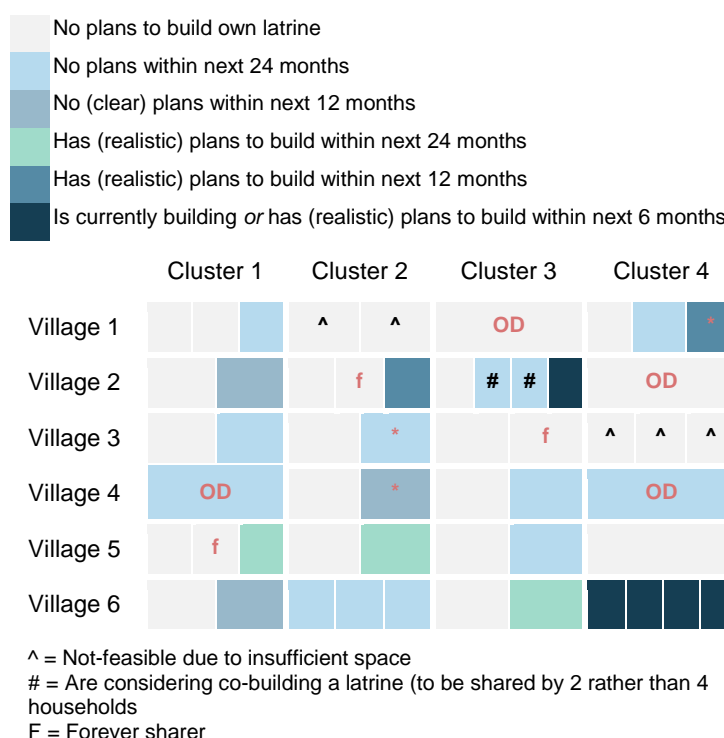 No plans to build own latrine
No plans within next 24 months
No (clear) plans within next 12 months
Has (realistic) plans to build within next 24 months
Has (realistic) plans to build within next 12 months
Is currently building or has (realistic) plans to build within next 6 months
Cluster 1 Cluster 2 Cluster 3 Cluster 4
Village 1 ^ ^ OD *
Village 2 f # # OD
Village 3 * f ^ ^ ^
Village 4 OD * OD
Village 5 f
Village 6
^ = Not-feasible due to insufficient space
# = Are considering co-building a latrine (to be shared by 2 rather than 4
households
F = Forever sharer